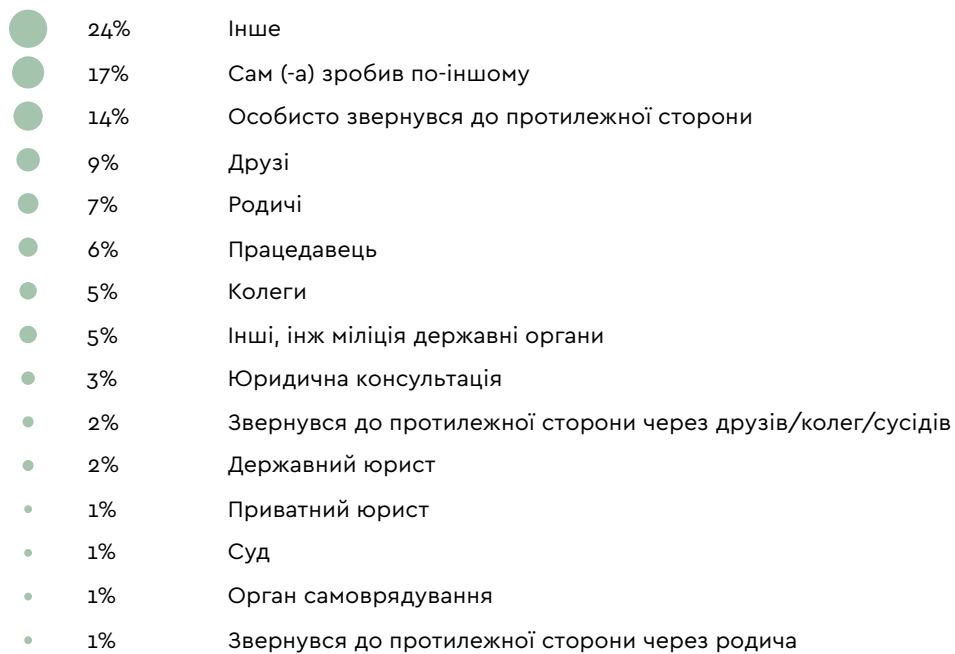 24% Інше
17% Сам (-а) зробив по-іншому
14% Особисто звернувся до протилежної сторони
9% Друзі
7% Родичі
6% Працедавець
5% Колеги
5% Інші, інж міліція державні органи
3% Юридична консультація
2% Звернувся до протилежної сторони через друзів/колег/сусідів
2% Державний юрист
1% Приватний юрист
1% Суд
1% Орган самоврядування
1% Звернувся до протилежної сторони через родича